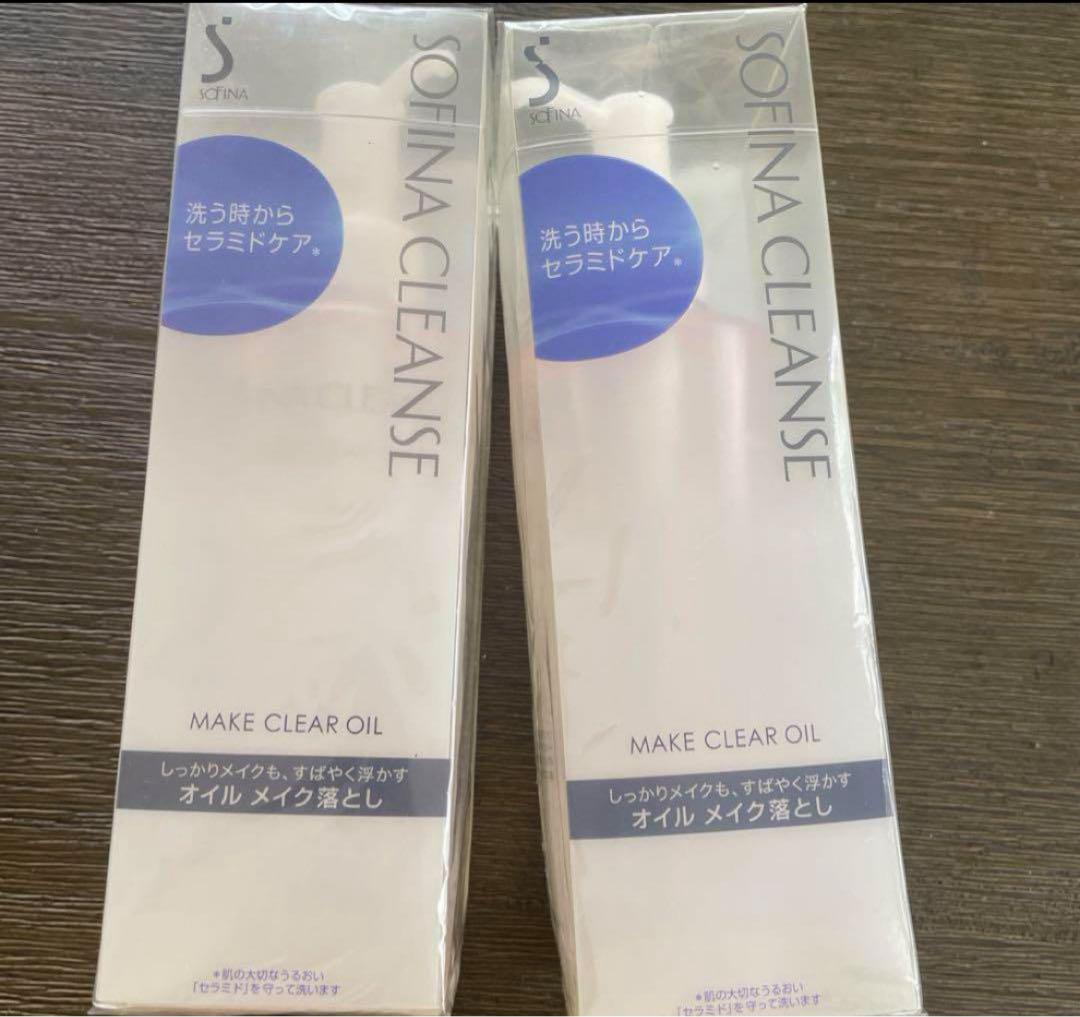 SOFINA
SOFINA CLEANSE
洗う時から
セラミドケア*
MAKE CLEAR OIL
しっかりメイクも、すばやく浮かす
オイル メイク落とし
*肌の大切なうるおい
「セラミド」を守って洗います
SOFINA
SOFINA CLEANSE
洗う時から
セラミドケア*
MAKE CLEAR OIL
しっかりメイクも、すばやく浮かす
オイル メイク落とし
*肌の大切なうるおい
「セラミド」を守って洗います